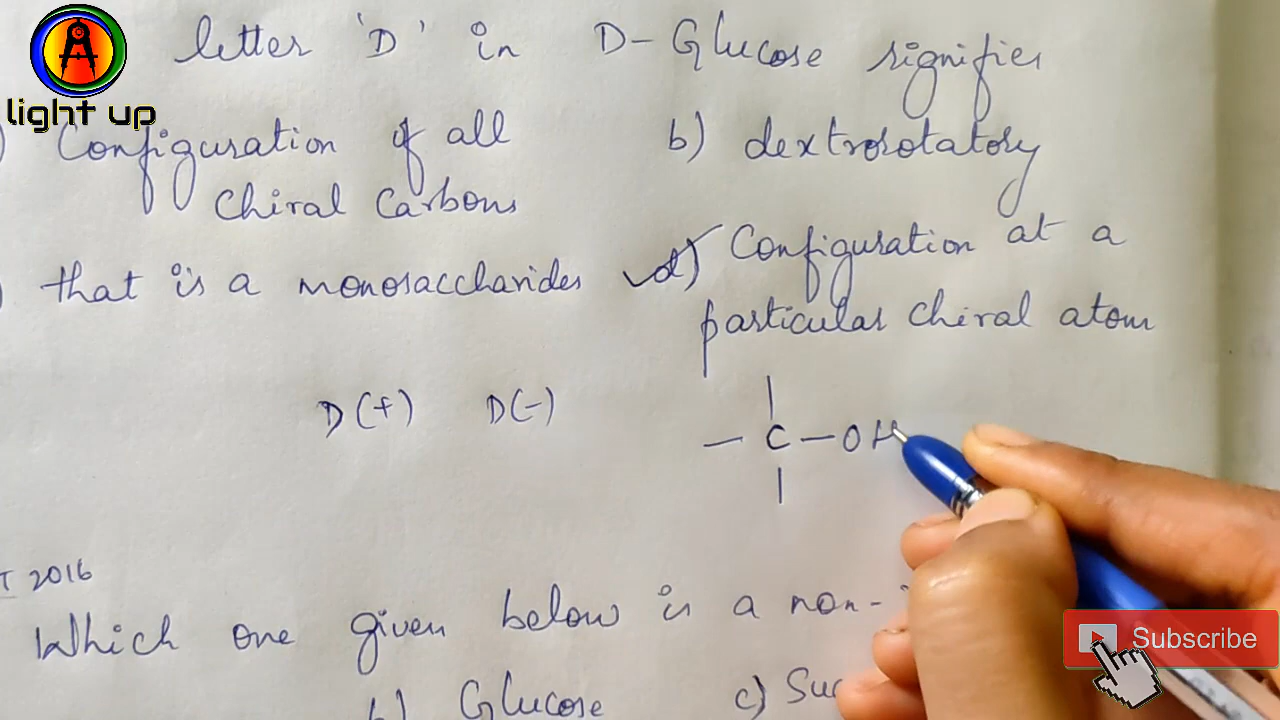 light up
letter 'D' in D-Glucose signifies
) Configuration of all
chiral carbons
b) dextrorotatory
) that is a monosaccharides
d) Configuration at a
particular chiral atom
D(+) D(-)
C-OH
T 2016
Which one given below is a non-
b) Glucose c) Suc
Subscribe